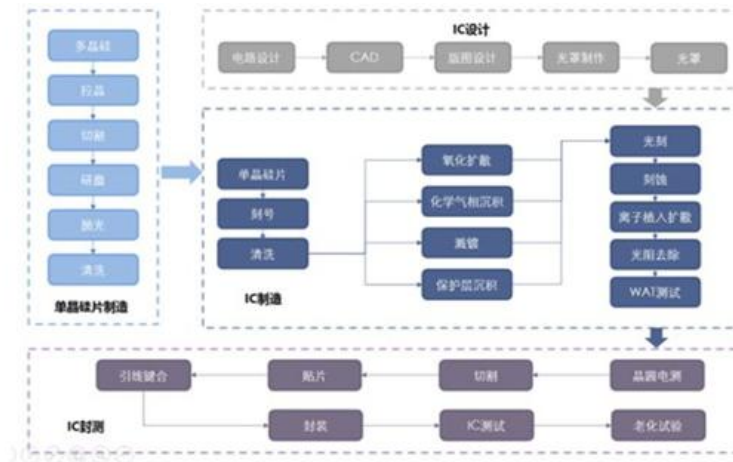 多晶硅
拉晶
切割
研磨
抛光
清洗
单晶硅片制造
IC设计
电路设计
CAD
版图设计
光罩制作
光罩
单晶硅片
刻号
清洗
IC制造
氧化扩散
化学气相沉积
溅镀
保护层沉积
光刻
刻蚀
离子植入扩散
光阻去除
WAT测试
引线键合
贴片
切割
晶圆电测
IC封测
封装
IC测试
老化试验